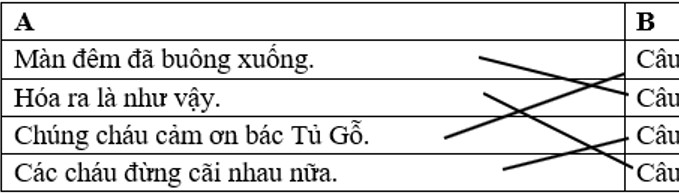 A B
Màn đêm đã buông xuống. Câu
Hóa ra là như vậy. Câu
Chúng cháu cảm ơn bác Tủ Gỗ. Câu
Các cháu đừng cãi nhau nữa. Câu